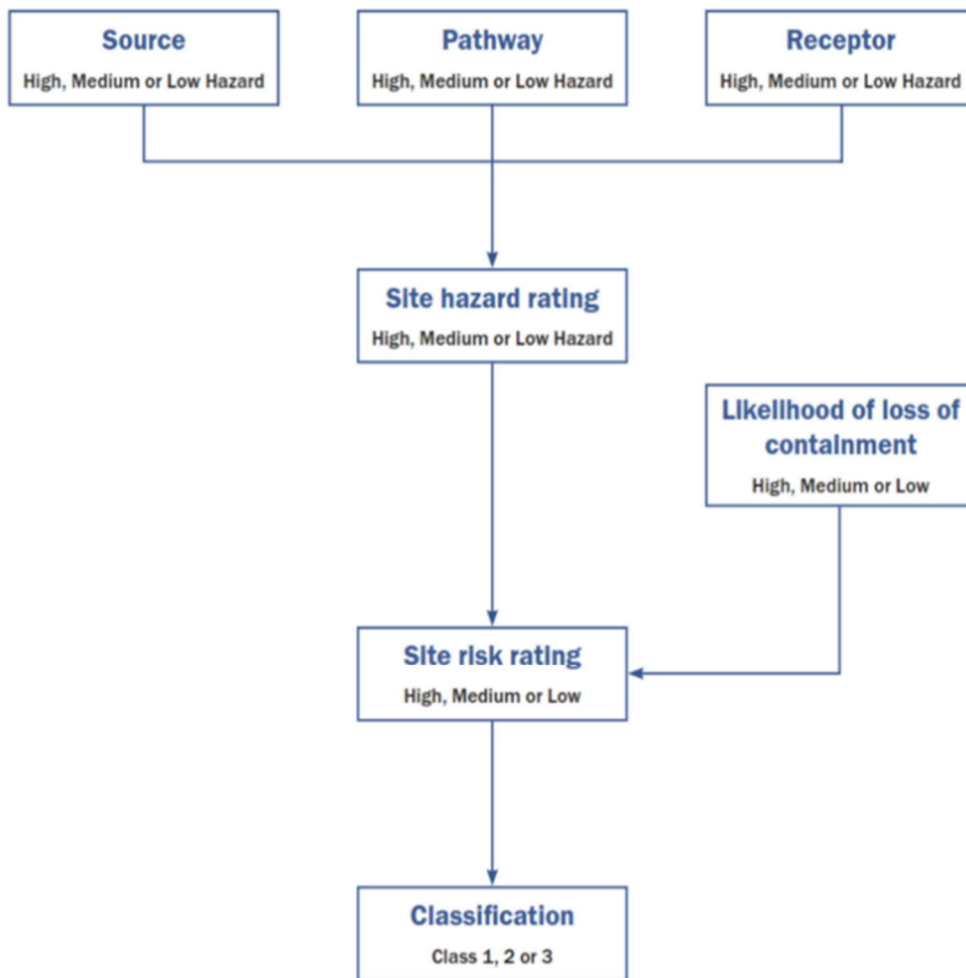 Source
High, Medium or Low Hazard
Pathway
High, Medium or Low Hazard
Receptor
High, Medium or Low Hazard
Site hazard rating
High, Medium or Low Hazard
Likelihood of loss of
containment
High, Medium or Low
Site risk rating
High, Medium or Low
Classification
Class 1, 2 or 3